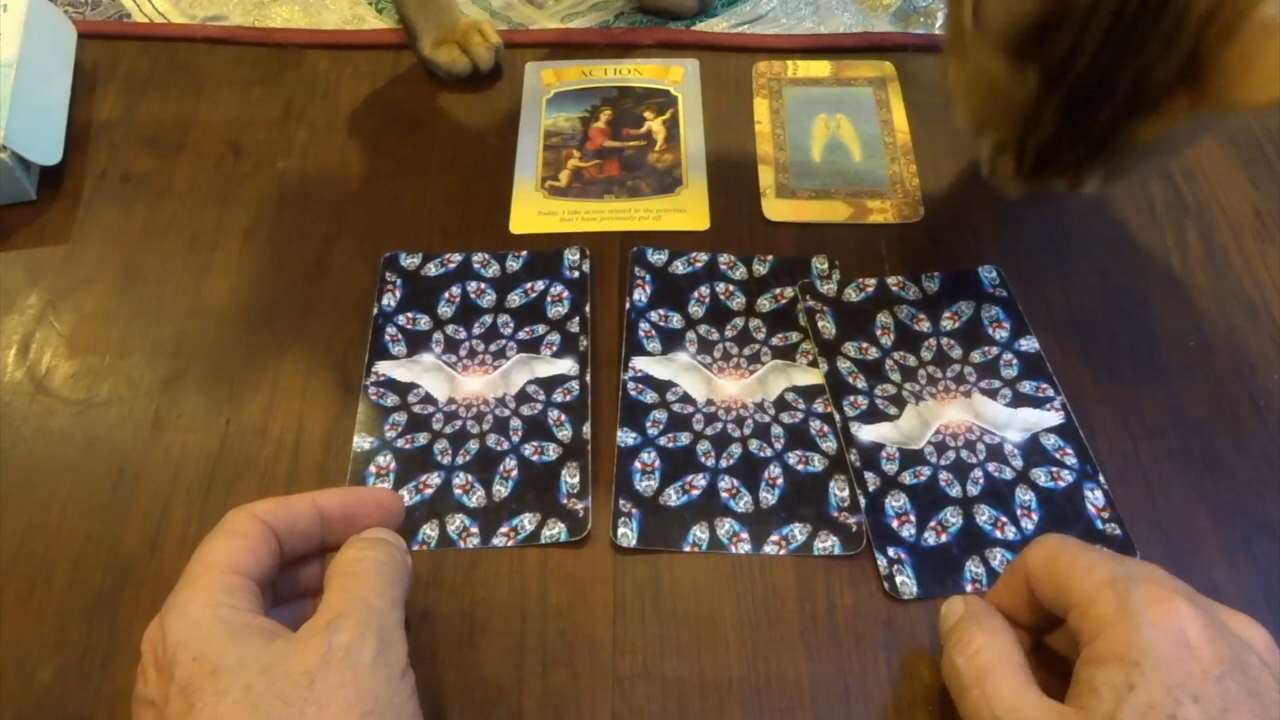 ACTION
Today, I take action related to the priorities
that I have previously put off.